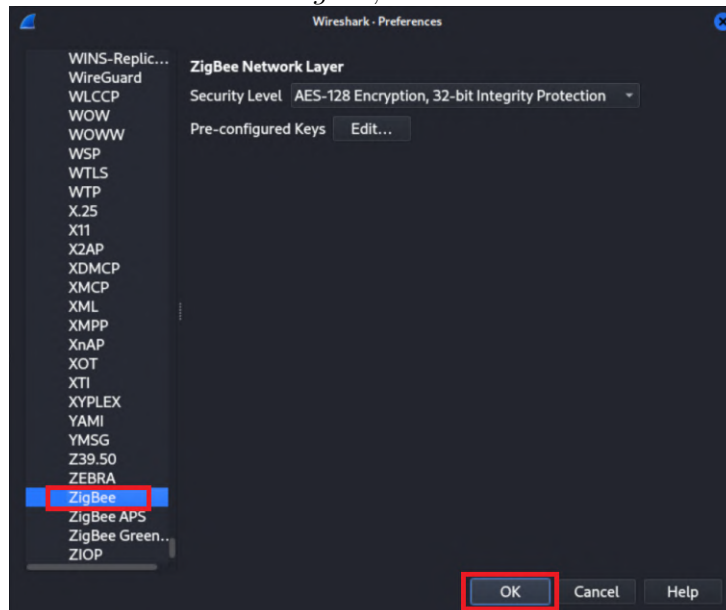 Wireshark · Preferences
WINS-Replic...
WireGuard
WLCCP
WOW
WOWW
WSP
WTLS
WTP
X.25
X11
X2AP
XDMCP
XMCP
XML
XMPP
XnAP
XOT
XTI
XYPLEX
YAMI
YMSG
Z39.50
ZEBRA
ZigBee
ZigBee APS
ZigBee Green..
ZIOP
ZigBee Network Layer
Security Level AES-128 Encryption, 32-bit Integrity Protection
Pre-configured Keys Edit...
OK Cancel Help